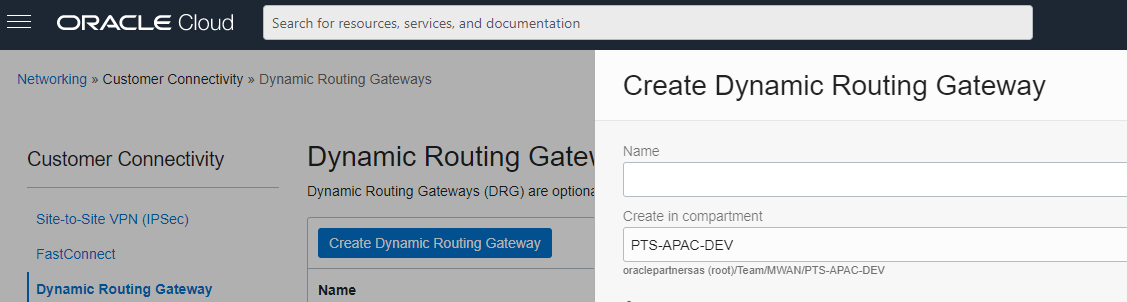 ORACLE Cloud
Search for resources, services, and documentation
Networking » Customer Connectivity » Dynamic Routing Gateways
Customer Connectivity
Site-to-Site VPN (IPSec)
FastConnect
Dynamic Routing Gateway
Dynamic Routing Gatew
Dynamic Routing Gateways (DRG) are optiona
Create Dynamic Routing Gateway
Name
Create Dynamic Routing Gateway
Name
Create in compartment
PTS-APAC-DEV
oraclepartnersas (root)/Team/MWAN/PTS-APAC-DEV